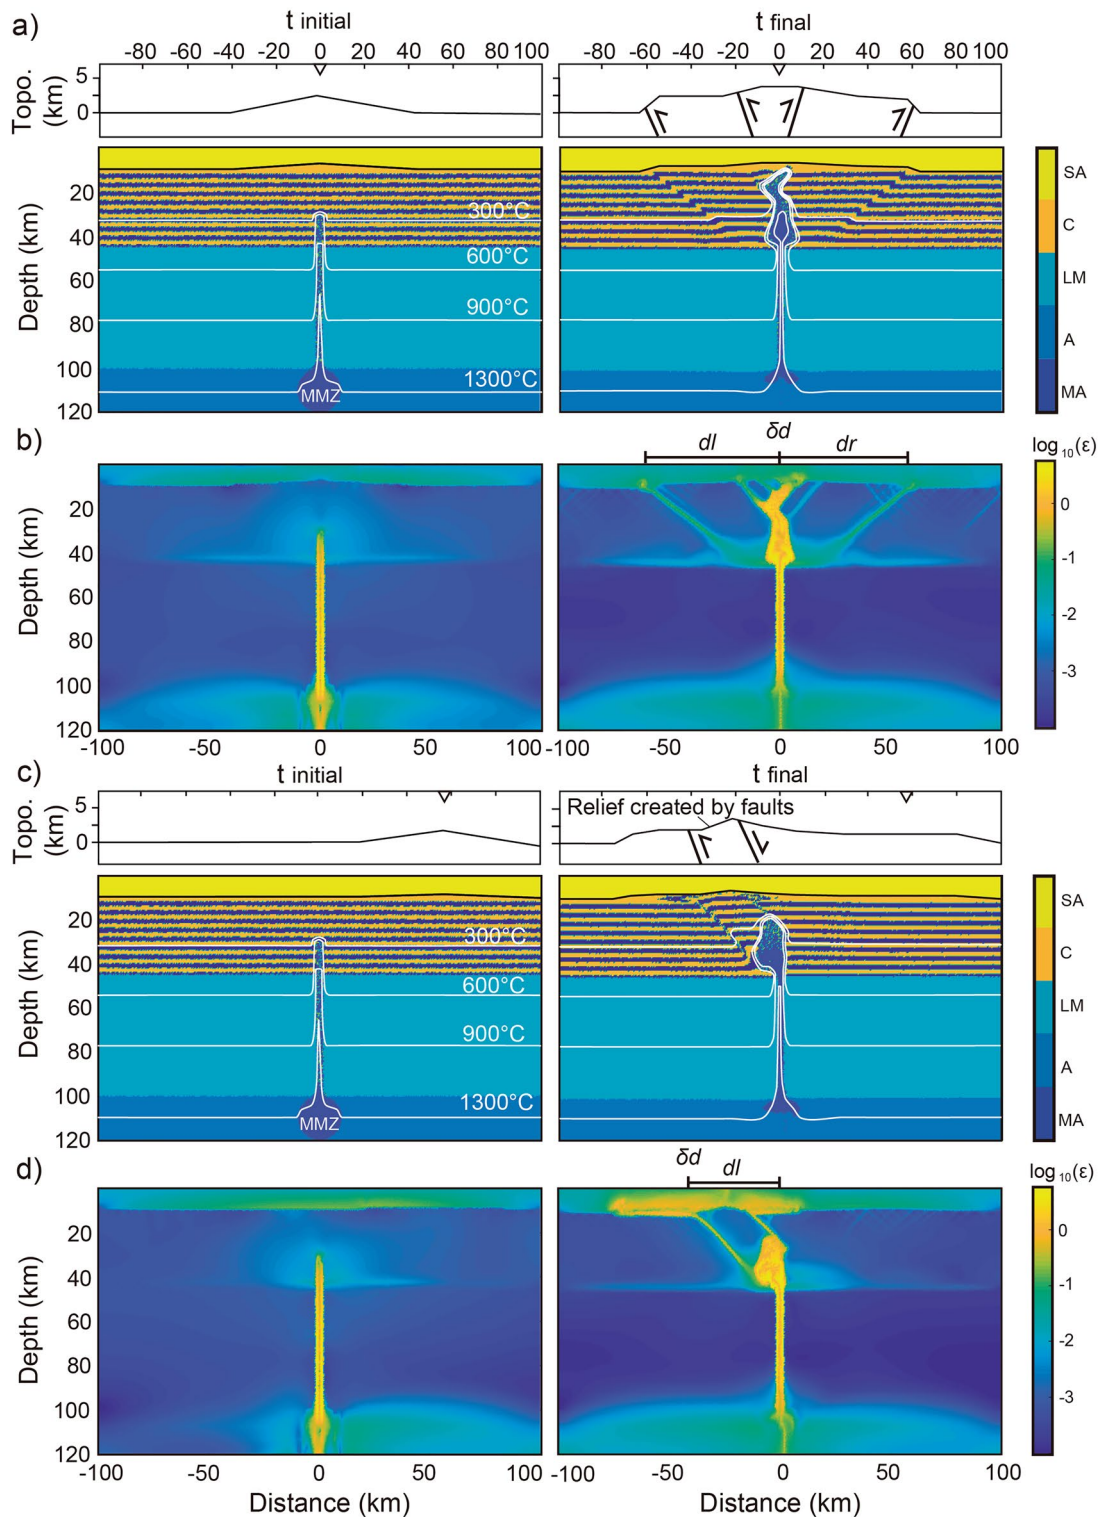 a)
t initial
t final
-80 -60 -40 -20 0 20 40 60 80 100
-80 -60 -40 -20 0 20 40 60 80 100
Topo. (km)
5
0
Depth (km)
20
40
60
80
100
120
300°C
600°C
900°C
1300°C
MMZ
SA
C
LM
A
MA
b)
dl
δd
dr
log10(ε)
Depth (km)
20
40
60
80
100
120
0
-1
-2
-3
-100 -50 0 50 100
-100 -50 0 50 100
c)
t initial
t final
Topo. (km)
5
0
Relief created by faults
Depth (km)
20
40
60
80
100
120
300°C
600°C
900°C
1300°C
MMZ
SA
C
LM
A
MA
d)
δd
dl
log10(ε)
Depth (km)
20
40
60
80
100
120
0
-1
-2
-3
-100 -50 0 50 100
-100 -50 0 50 100
Distance (km)
Distance (km)